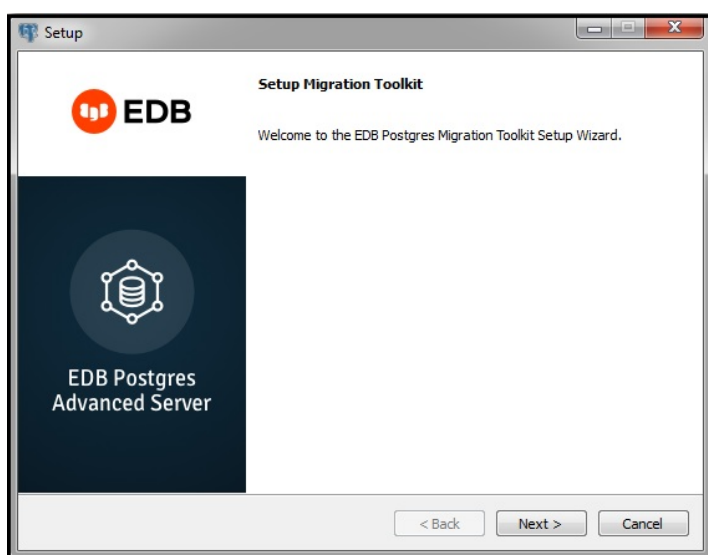 Setup
EDB
Setup Migration Toolkit
Welcome to the EDB Postgres Migration Toolkit Setup Wizard.
EDB Postgres
Advanced Server
< Back
Next >
Cancel